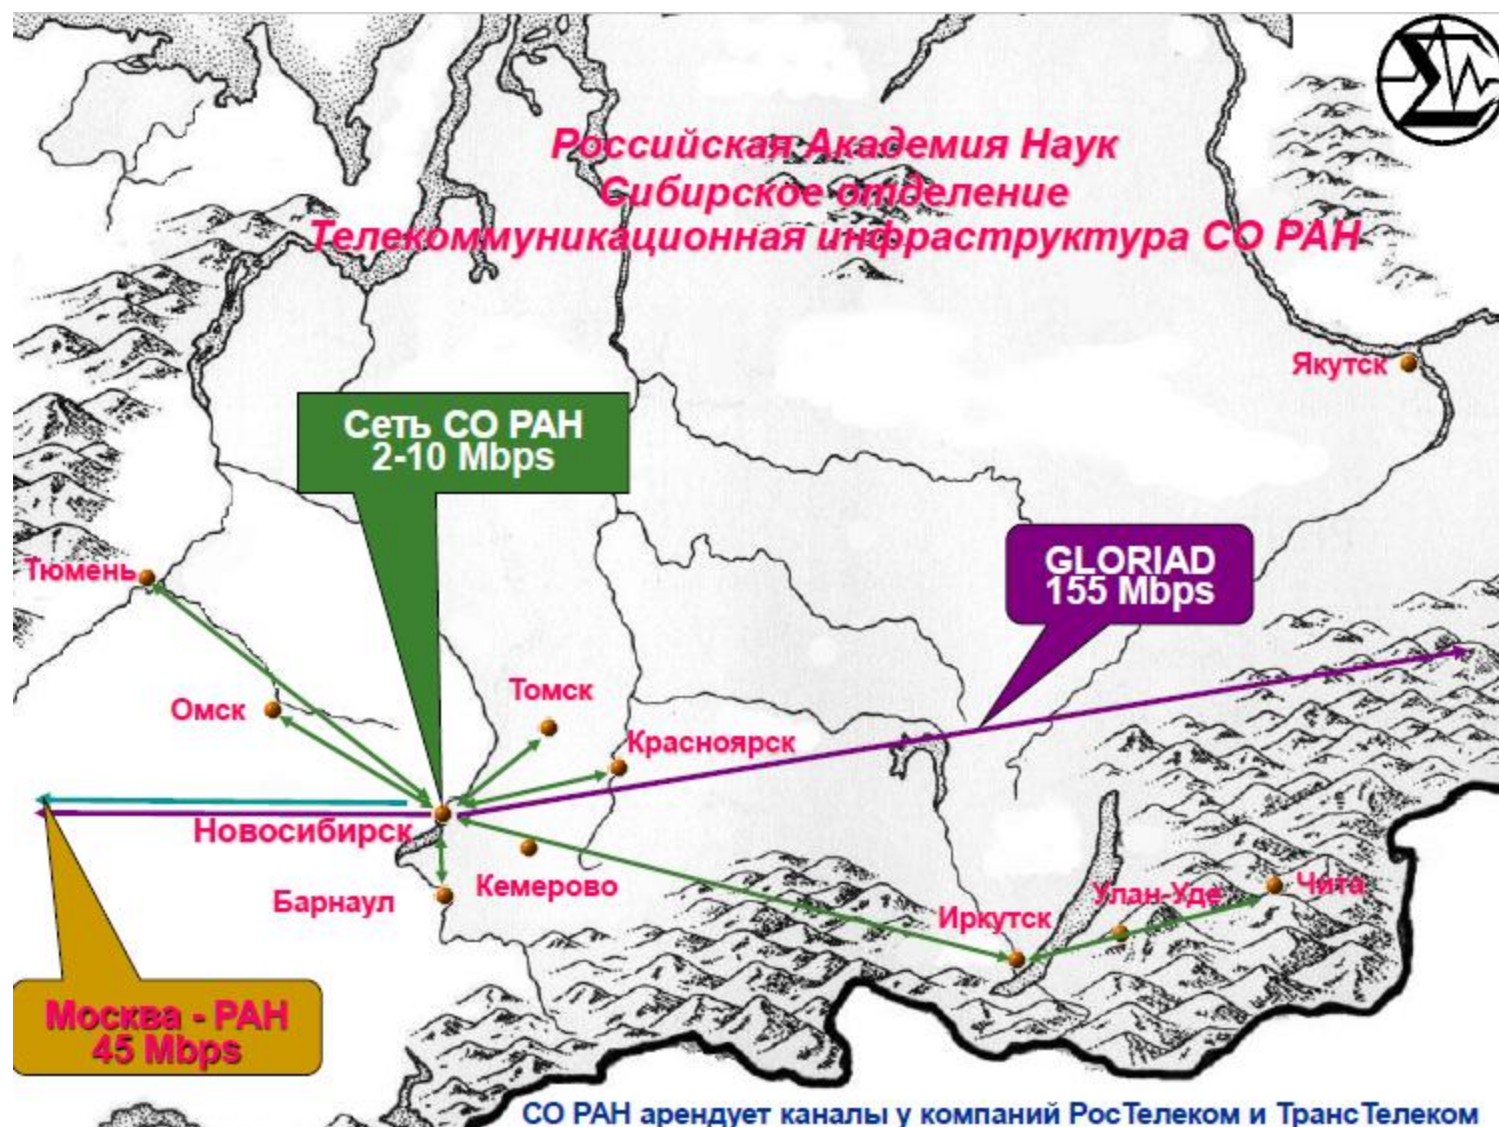 Российская Академия Наук
Сибирское отделение
Телекоммуникационная инфраструктура СО РАН
Якутск
Сеть СО РАН
2-10 Mbps
GLORIAD
155 Mbps
Тюмень
Томск
Омск
Красноярск
Новосибирск
Кемерово
Барнаул
Чита
Улан-Уде
Иркутск
Москва - РАН
45 Mbps
СО РАН арендует каналы у компаний РосТелеком и ТрансТелеком